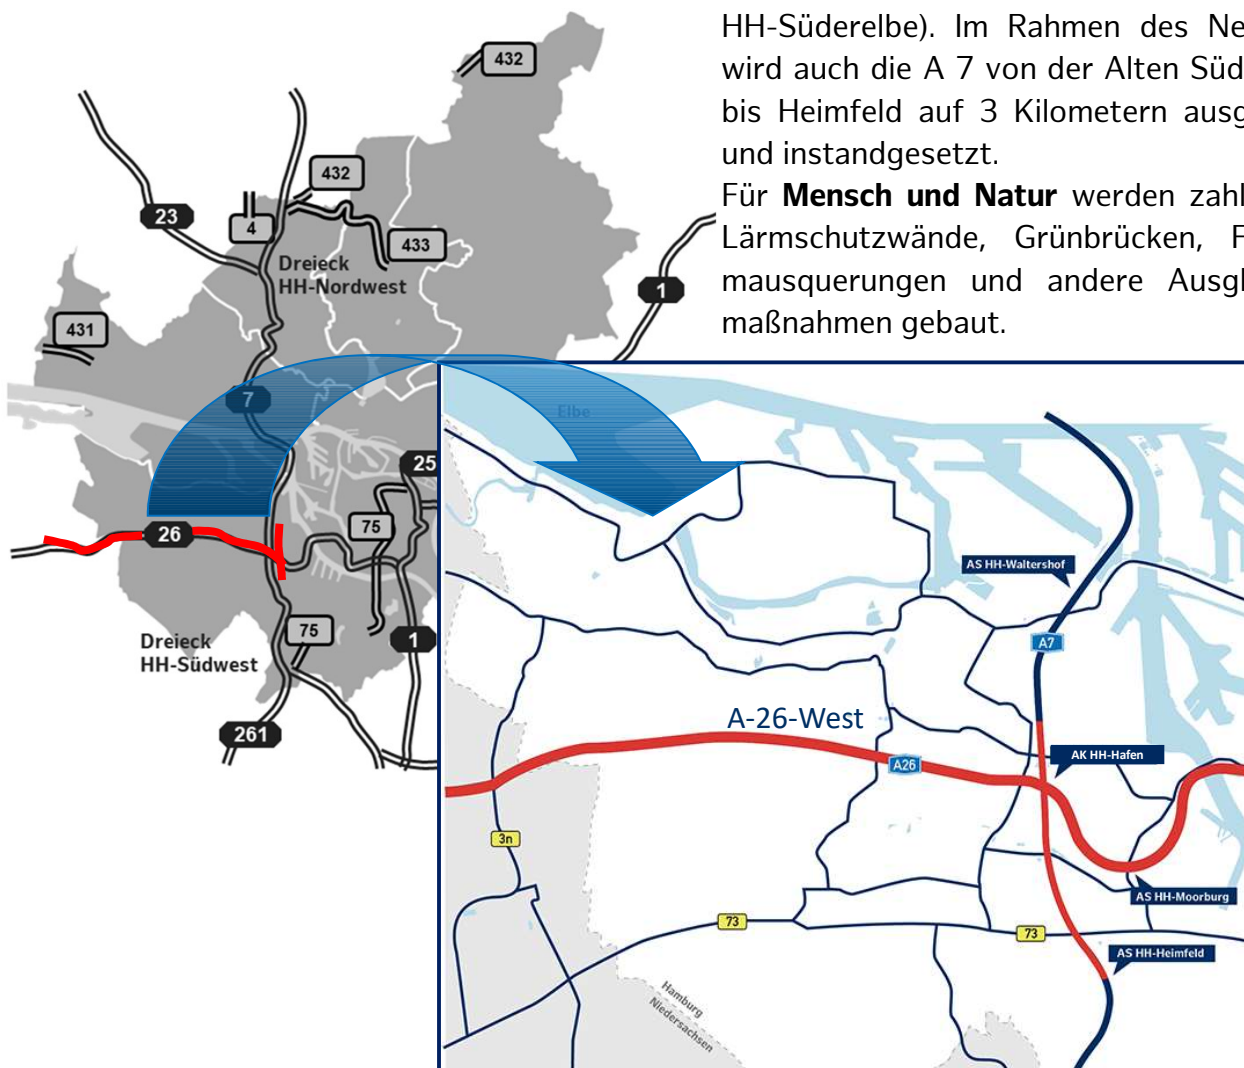 HH-Süderelbe). Im Rahmen des Ne
wird auch die A 7 von der Alten Süd
bis Heimfeld auf 3 Kilometern ausg
und instandgesetzt.
Für Mensch und Natur werden zahl
Lärmschutzwände, Grünbrücken, F
mausquerungen und andere Ausgl
maßnahmen gebaut.
432
432
23
4
433
Dreieck
HH-Nordwest
1
431
7
25
26
75
75
1
Dreieck
HH-Südwest
261
Elbe
AS HH-Waltershof
A7
A-26-West
AK HH-Hafen
A26
3n
AS HH-Moorburg
73
73
AS HH-Heimfeld
Hamburg
Niedersachsen